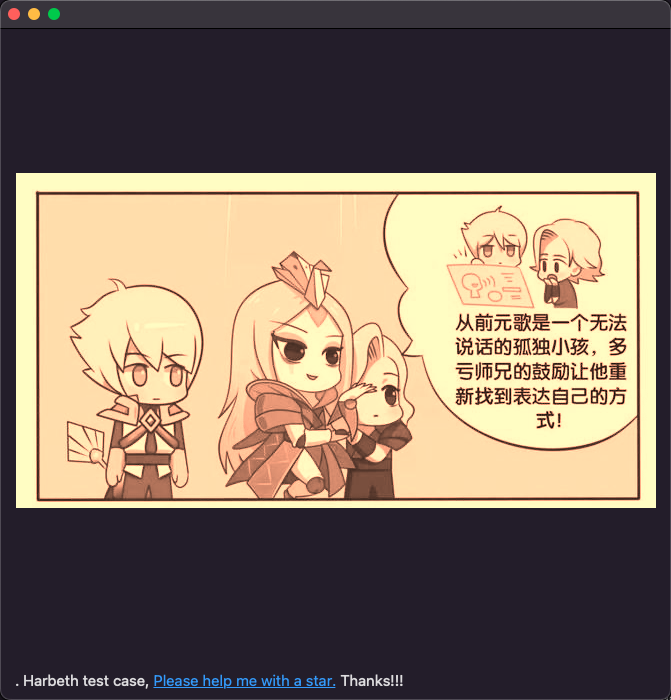 从前元歌是一个无法
说话的孤独小孩，多
亏师兄的鼓励让他重
新找到表达自己的方
式！
. Harbeth test case, Please help me with a star. Thanks!!!